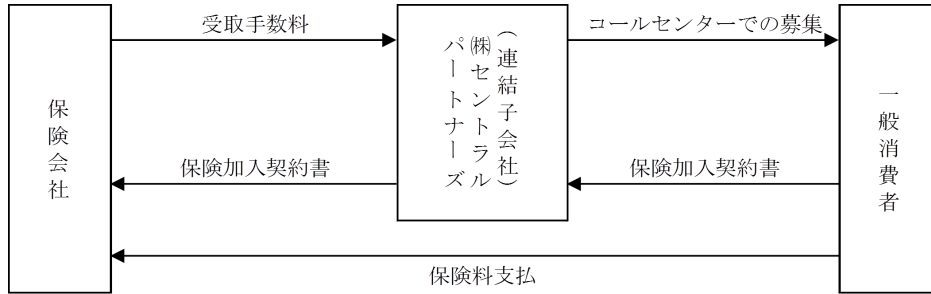 受取手数料
コールセンターでの募集
保険会社
(連結子会社)
㈱セントラル
パートナーズ
一般消費者
保険加入契約書
保険加入契約書
保険料支払